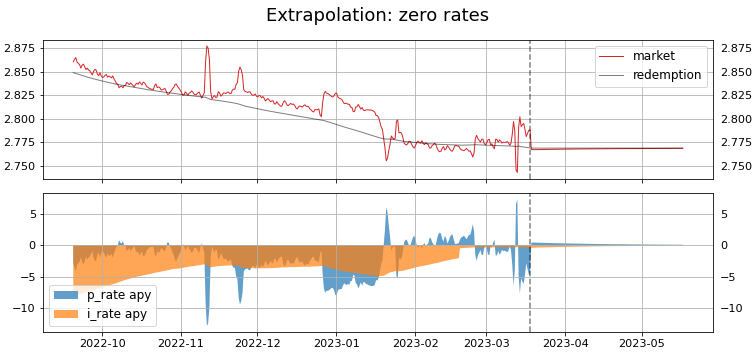 Extrapolation: zero rates
2.875 2.875
2.850 2.850
2.825 2.825
2.800 2.800
2.775 2.775
2.750 2.750
market
redemption
5 5
0 0
−5 −5
−10 −10
p_rate apy
i_rate apy
2022-10 2022-11 2022-12 2023-01 2023-02 2023-03 2023-04 2023-05